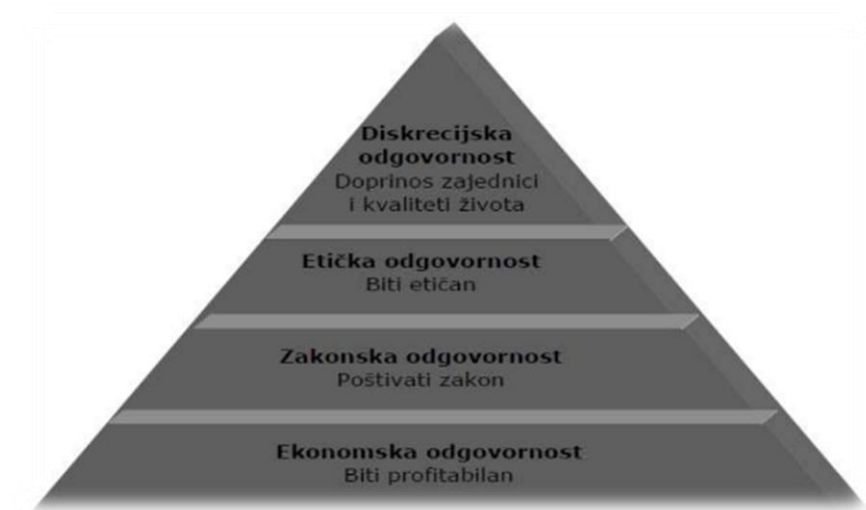 Diskrecijska
odgovornost
Doprinos zajednici
i kvaliteti života
Etička odgovornost
Biti etičan
Zakonska odgovornost
Poštivati zakon
Ekonomska odgovornost
Biti profitabilan